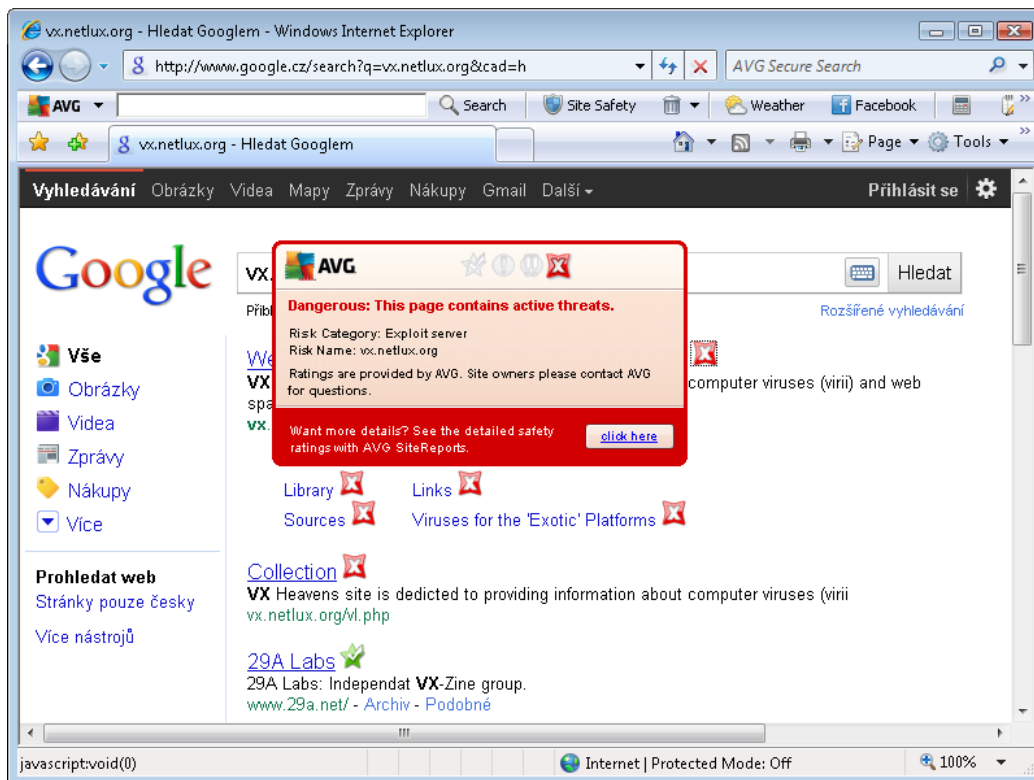 vx.netlux.org - Hledat Googlem - Windows Internet Explorer
http://www.google.cz/search?q=vx.netlux.org&cad=h AVG Secure Search
AVG Search Site Safety Weather Facebook
vx.netlux.org - Hledat Googlem Page Tools
Vyhledávání Obrázky Videa Mapy Zprávy Nákupy Gmail Další Přihlásit se
Google vx. Hledat
Přibl Rozšířené vyhledávání
AVG
Dangerous: This page contains active threats.
Risk Category: Exploit server
Risk Name: vx.netlux.org
Ratings are provided by AVG. Site owners please contact AVG
for questions.
Want more details? See the detailed safety
ratings with AVG SiteReports.
click here
Vše
Obrázky
Videa
Zprávy
Nákupy
Více
Prohledat web
Stránky pouze česky
Více nástrojů
We
VX computer viruses (virii) and web
spa
vx.
Library Links
Sources Viruses for the 'Exotic' Platforms
Collection
VX Heavens site is dedicted to providing information about computer viruses (virii
vx.netlux.org/vl.php
29A Labs
29A Labs: Independat VX-Zine group.
www.29a.net/ - Archiv - Podobné
javascript:void(0) Internet | Protected Mode: Off 100%